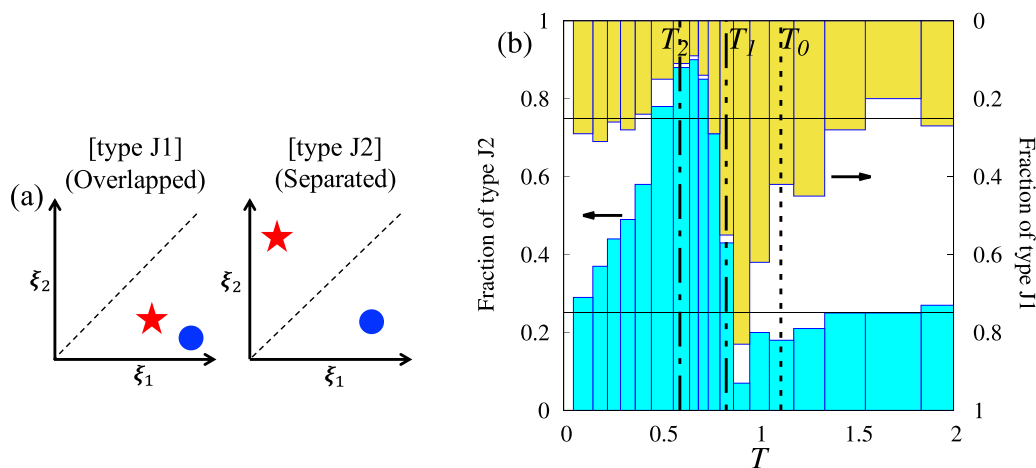 (a)
[type J1]
(Overlapped)
ξ2
ξ1
[type J2]
(Separated)
ξ2
ξ1
(b)
Fraction of type J2
1
0.8
0.6
0.4
0.2
0
T2
T1
T0
0
0.2
0.4
0.6
0.8
1
Fraction of type J1
0
0.5
1
1.5
2
T